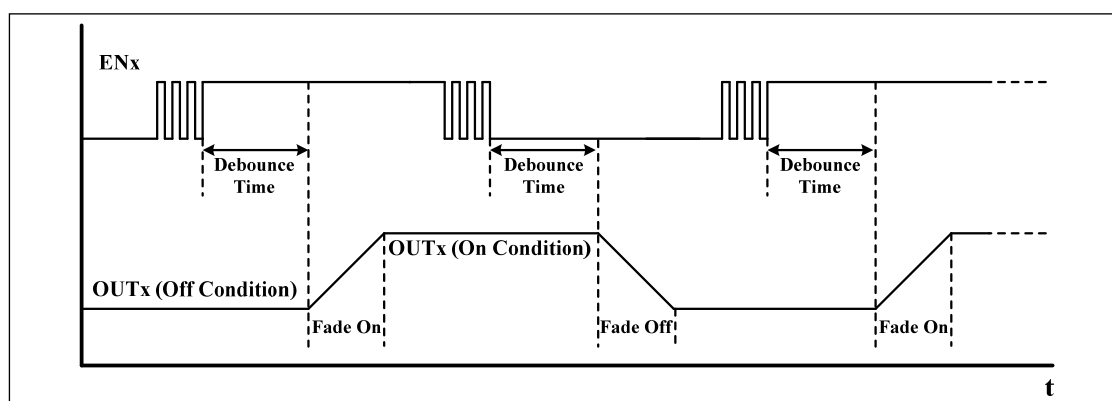 ENx
Debounce
Time
Debounce
Time
Debounce
Time
OUTx (On Condition)
OUTx (Off Condition)
Fade On
Fade Off
Fade On
t